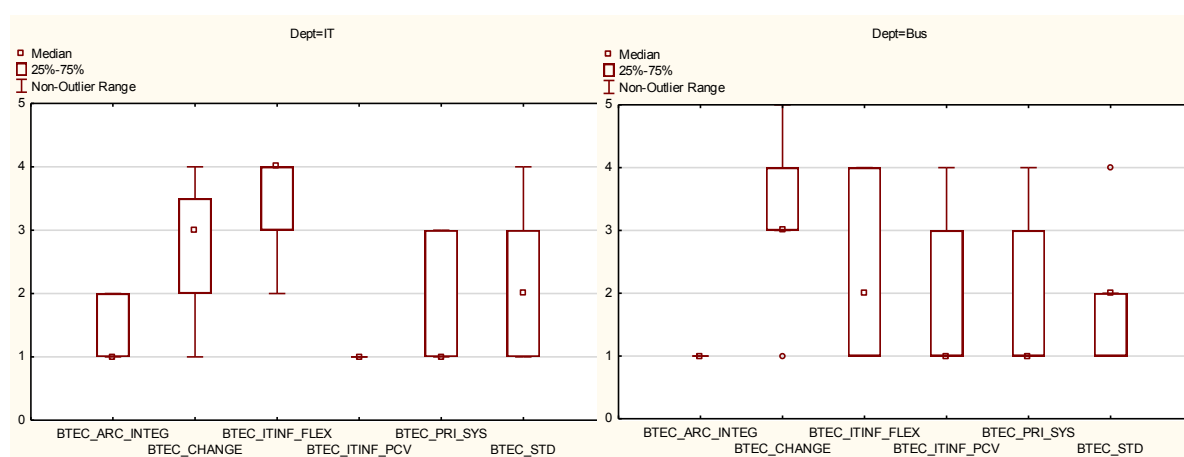 Dept=IT
Median
25%-75%
Non-Outlier Range
5
4
3
2
1
0
BTEC_ARC_INTEG
BTEC_CHANGE
BTEC_ITINF_FLEX
BTEC_ITINF_PCV
BTEC_PRI_SYS
BTEC_STD
Dept=Bus
Median
25%-75%
Non-Outlier Range
5
4
3
2
1
0
BTEC_ARC_INTEG
BTEC_CHANGE
BTEC_ITINF_FLEX
BTEC_ITINF_PCV
BTEC_PRI_SYS
BTEC_STD